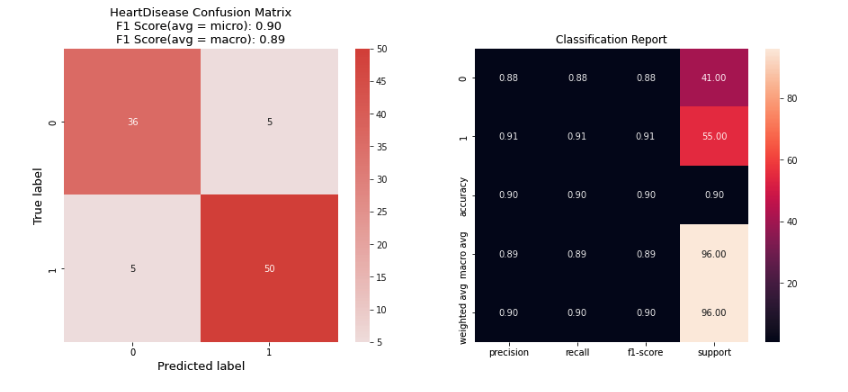 HeartDisease Confusion Matrix
F1 Score(avg = micro): 0.90
F1 Score(avg = macro): 0.89
True label
0
36
5
1
5
50
0
1
Predicted label
50
45
40
35
30
25
20
15
10
5
Classification Report
0
0.88 0.88 0.88 41.00
1
0.91 0.91 0.91 55.00
accuracy
0.90 0.90 0.90 0.90
macro avg
0.89 0.89 0.89 96.00
weighted avg
0.90 0.90 0.90 96.00
precision recall f1-score support
80
60
40
20